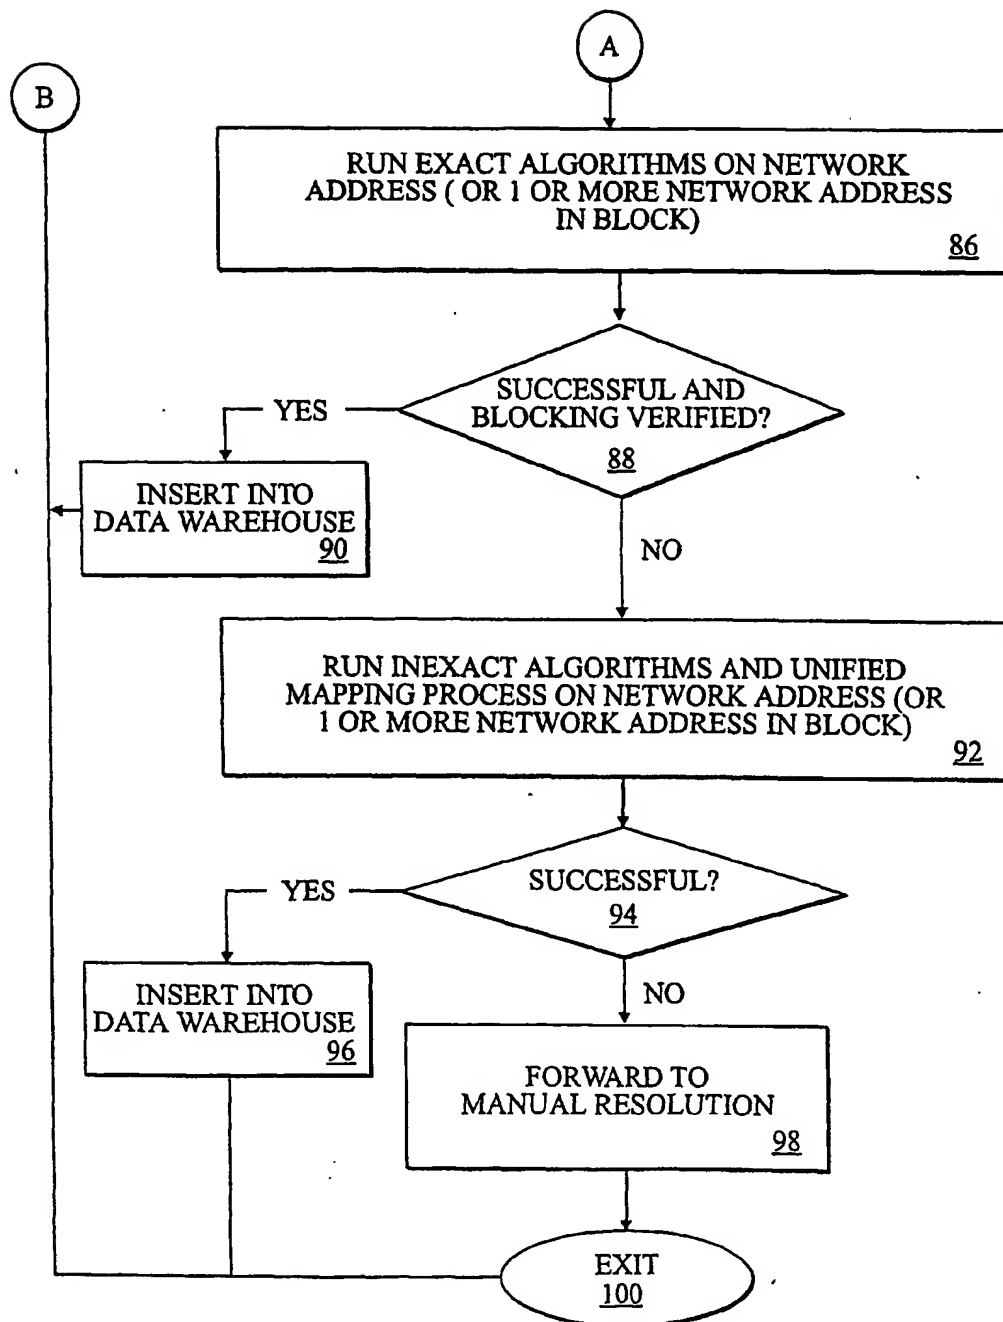 A
B
RUN EXACT ALGORITHMS ON NETWORK
ADDRESS ( OR 1 OR MORE NETWORK ADDRESS
IN BLOCK)
86
SUCCESSFUL AND
BLOCKING VERIFIED?
88
YES
INSERT INTO
DATA WAREHOUSE
90
NO
RUN INEXACT ALGORITHMS AND UNIFIED
MAPPING PROCESS ON NETWORK ADDRESS (OR
1 OR MORE NETWORK ADDRESS IN BLOCK)
92
SUCCESSFUL?
94
YES
INSERT INTO
DATA WAREHOUSE
96
NO
FORWARD TO
MANUAL RESOLUTION
98
EXIT
100